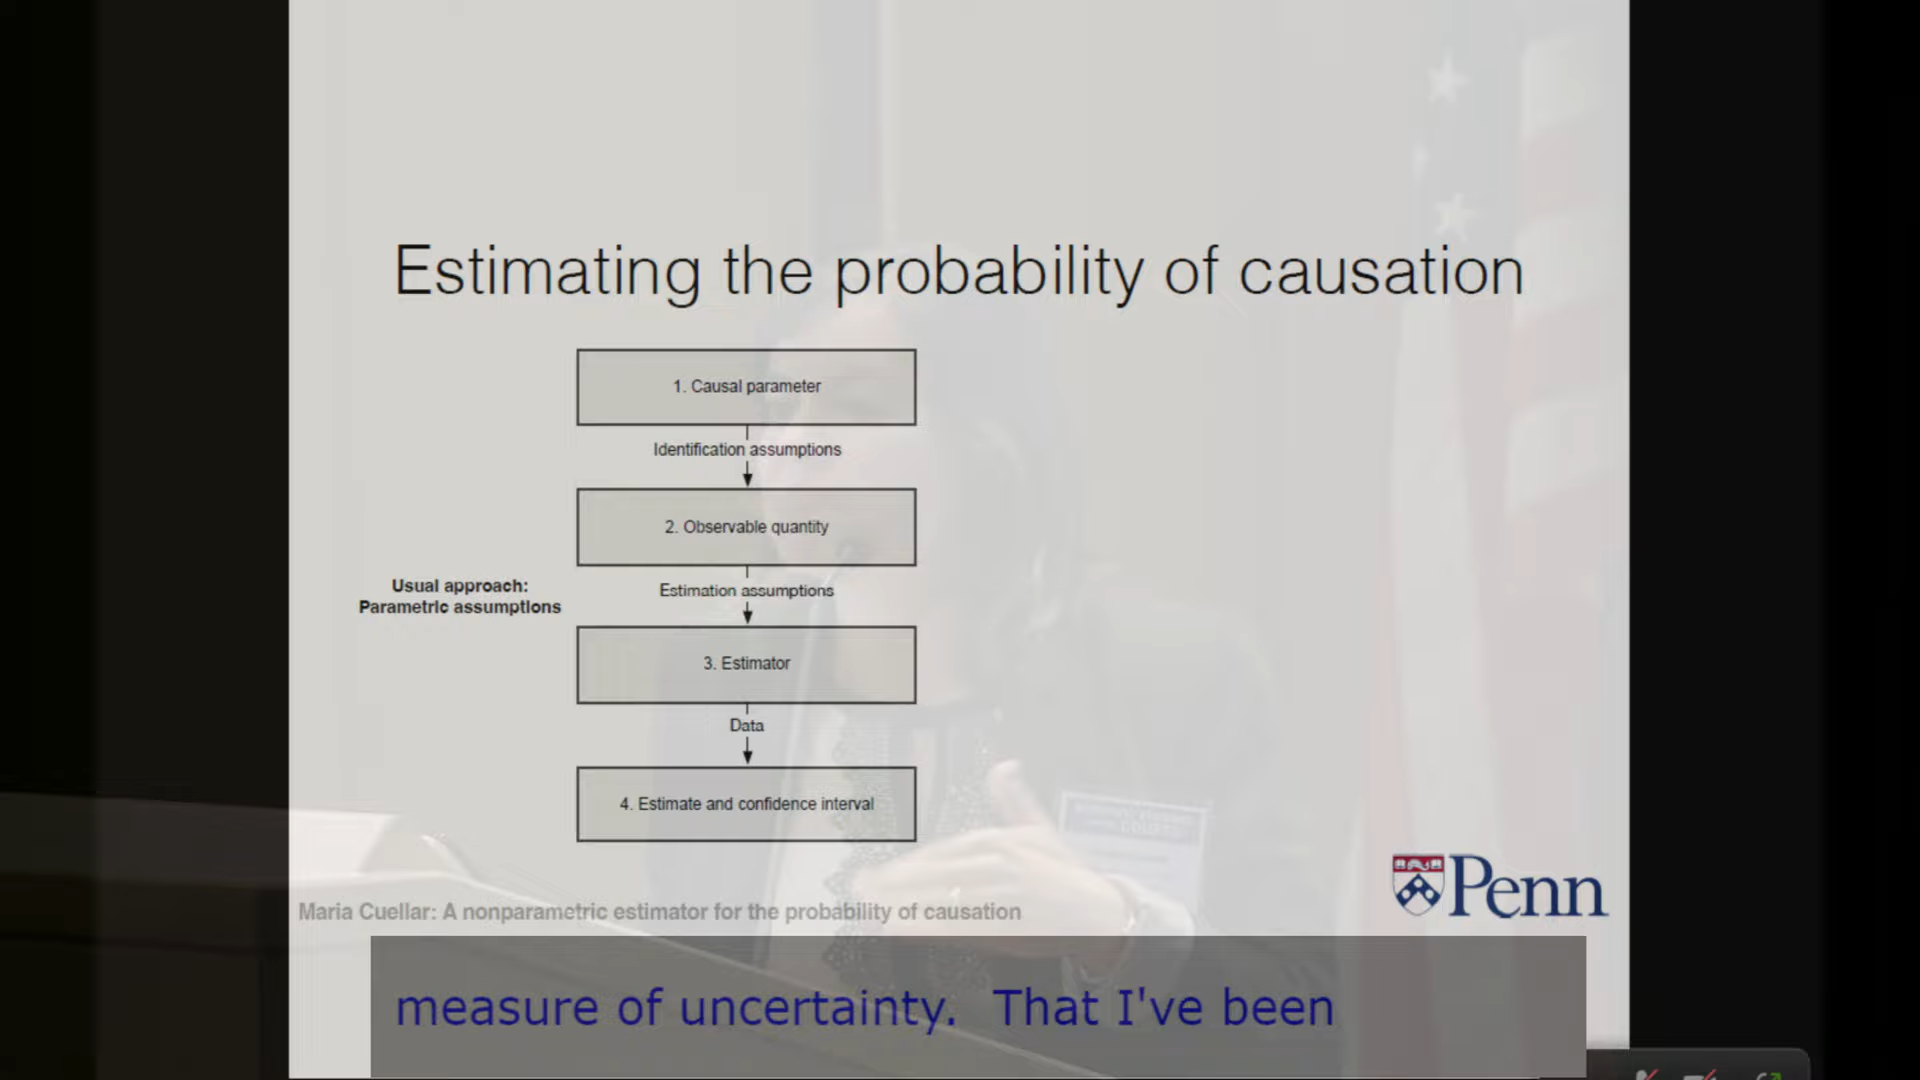 Estimating the probability of causation
1. Causal parameter
Identification assumptions
2. Observable quantity
Usual approach:
Parametric assumptions
Estimation assumptions
3. Estimator
Data
4. Estimate and confidence interval
Penn
Maria Cuellar: A nonparametric estimator for the probability of causation
measure of uncertainty.  That I've been